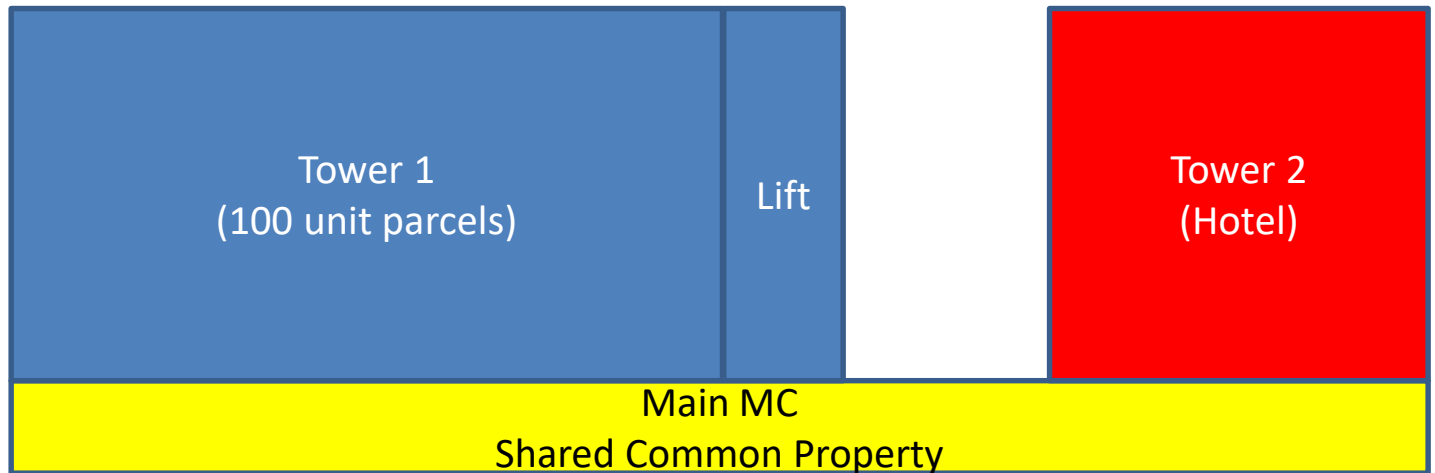 Tower 1
(100 unit parcels)
Lift
Tower 2
(Hotel)
Main MC
Shared Common Property